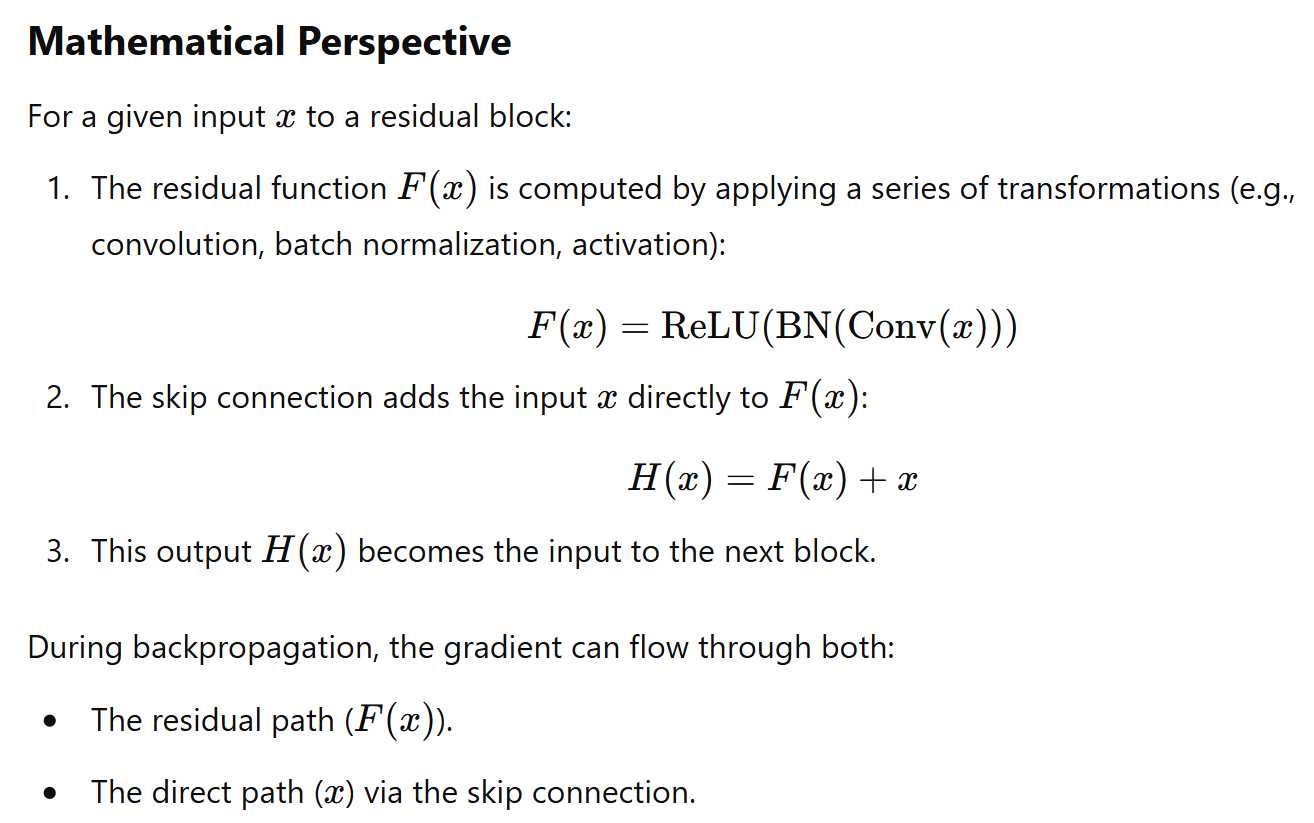 Mathematical Perspective
For a given input x to a residual block:
1. The residual function F(x) is computed by applying a series of transformations (e.g.,
convolution, batch normalization, activation):
F(x) = ReLU(BN(Conv(x)))
2. The skip connection adds the input x directly to F(x):
H(x) = F(x) + x
3. This output H(x) becomes the input to the next block.
During backpropagation, the gradient can flow through both:
• The residual path (F(x)).
• The direct path (x) via the skip connection.